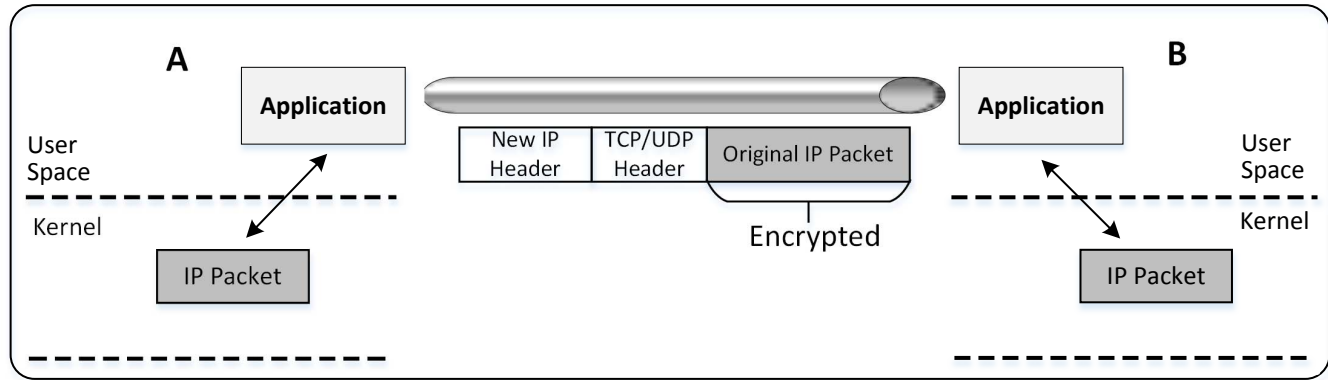 A
B
Application
Application
New IP
Header
TCP/UDP
Header
Original IP Packet
User
Space
User
Space
Kernel
Kernel
Encrypted
IP Packet
IP Packet